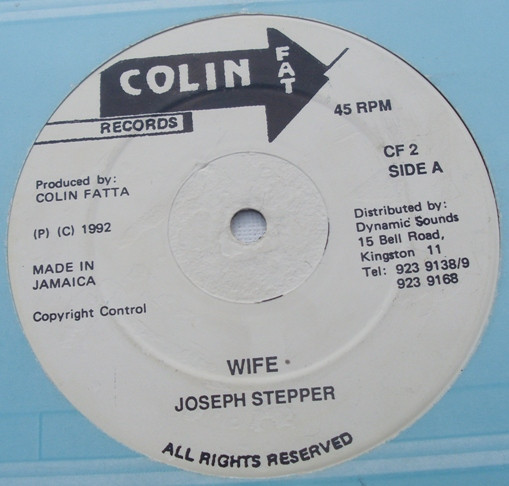 COLIN FAT
RECORDS
45 RPM
CF 2
SIDE A
Produced by:
COLIN FATTA
(P) (C) 1992
MADE IN
JAMAICA
Copyright Control
Distributed by:
Dynamic Sounds
15 Bell Road,
Kingston 11
Tel: 923 9138/9
923 9168
WIFE
JOSEPH STEPPER
ALL RIGHTS RESERVED